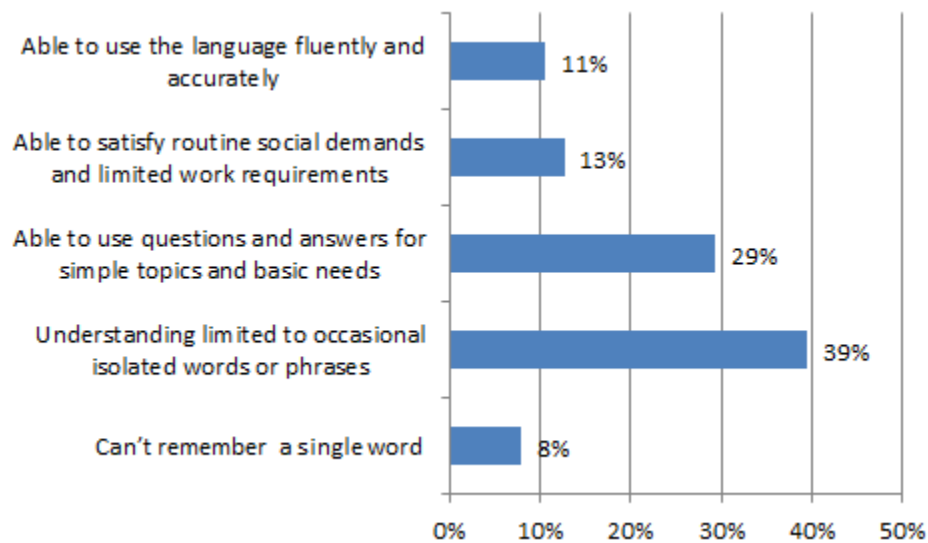 Able to use the language fluently and
accurately
11%
Able to satisfy routine social demands
and limited work requirements
13%
Able to use questions and answers for
simple topics and basic needs
29%
Understanding limited to occasional
isolated words or phrases
39%
Can't remember a single word
8%
0% 10% 20% 30% 40% 50%